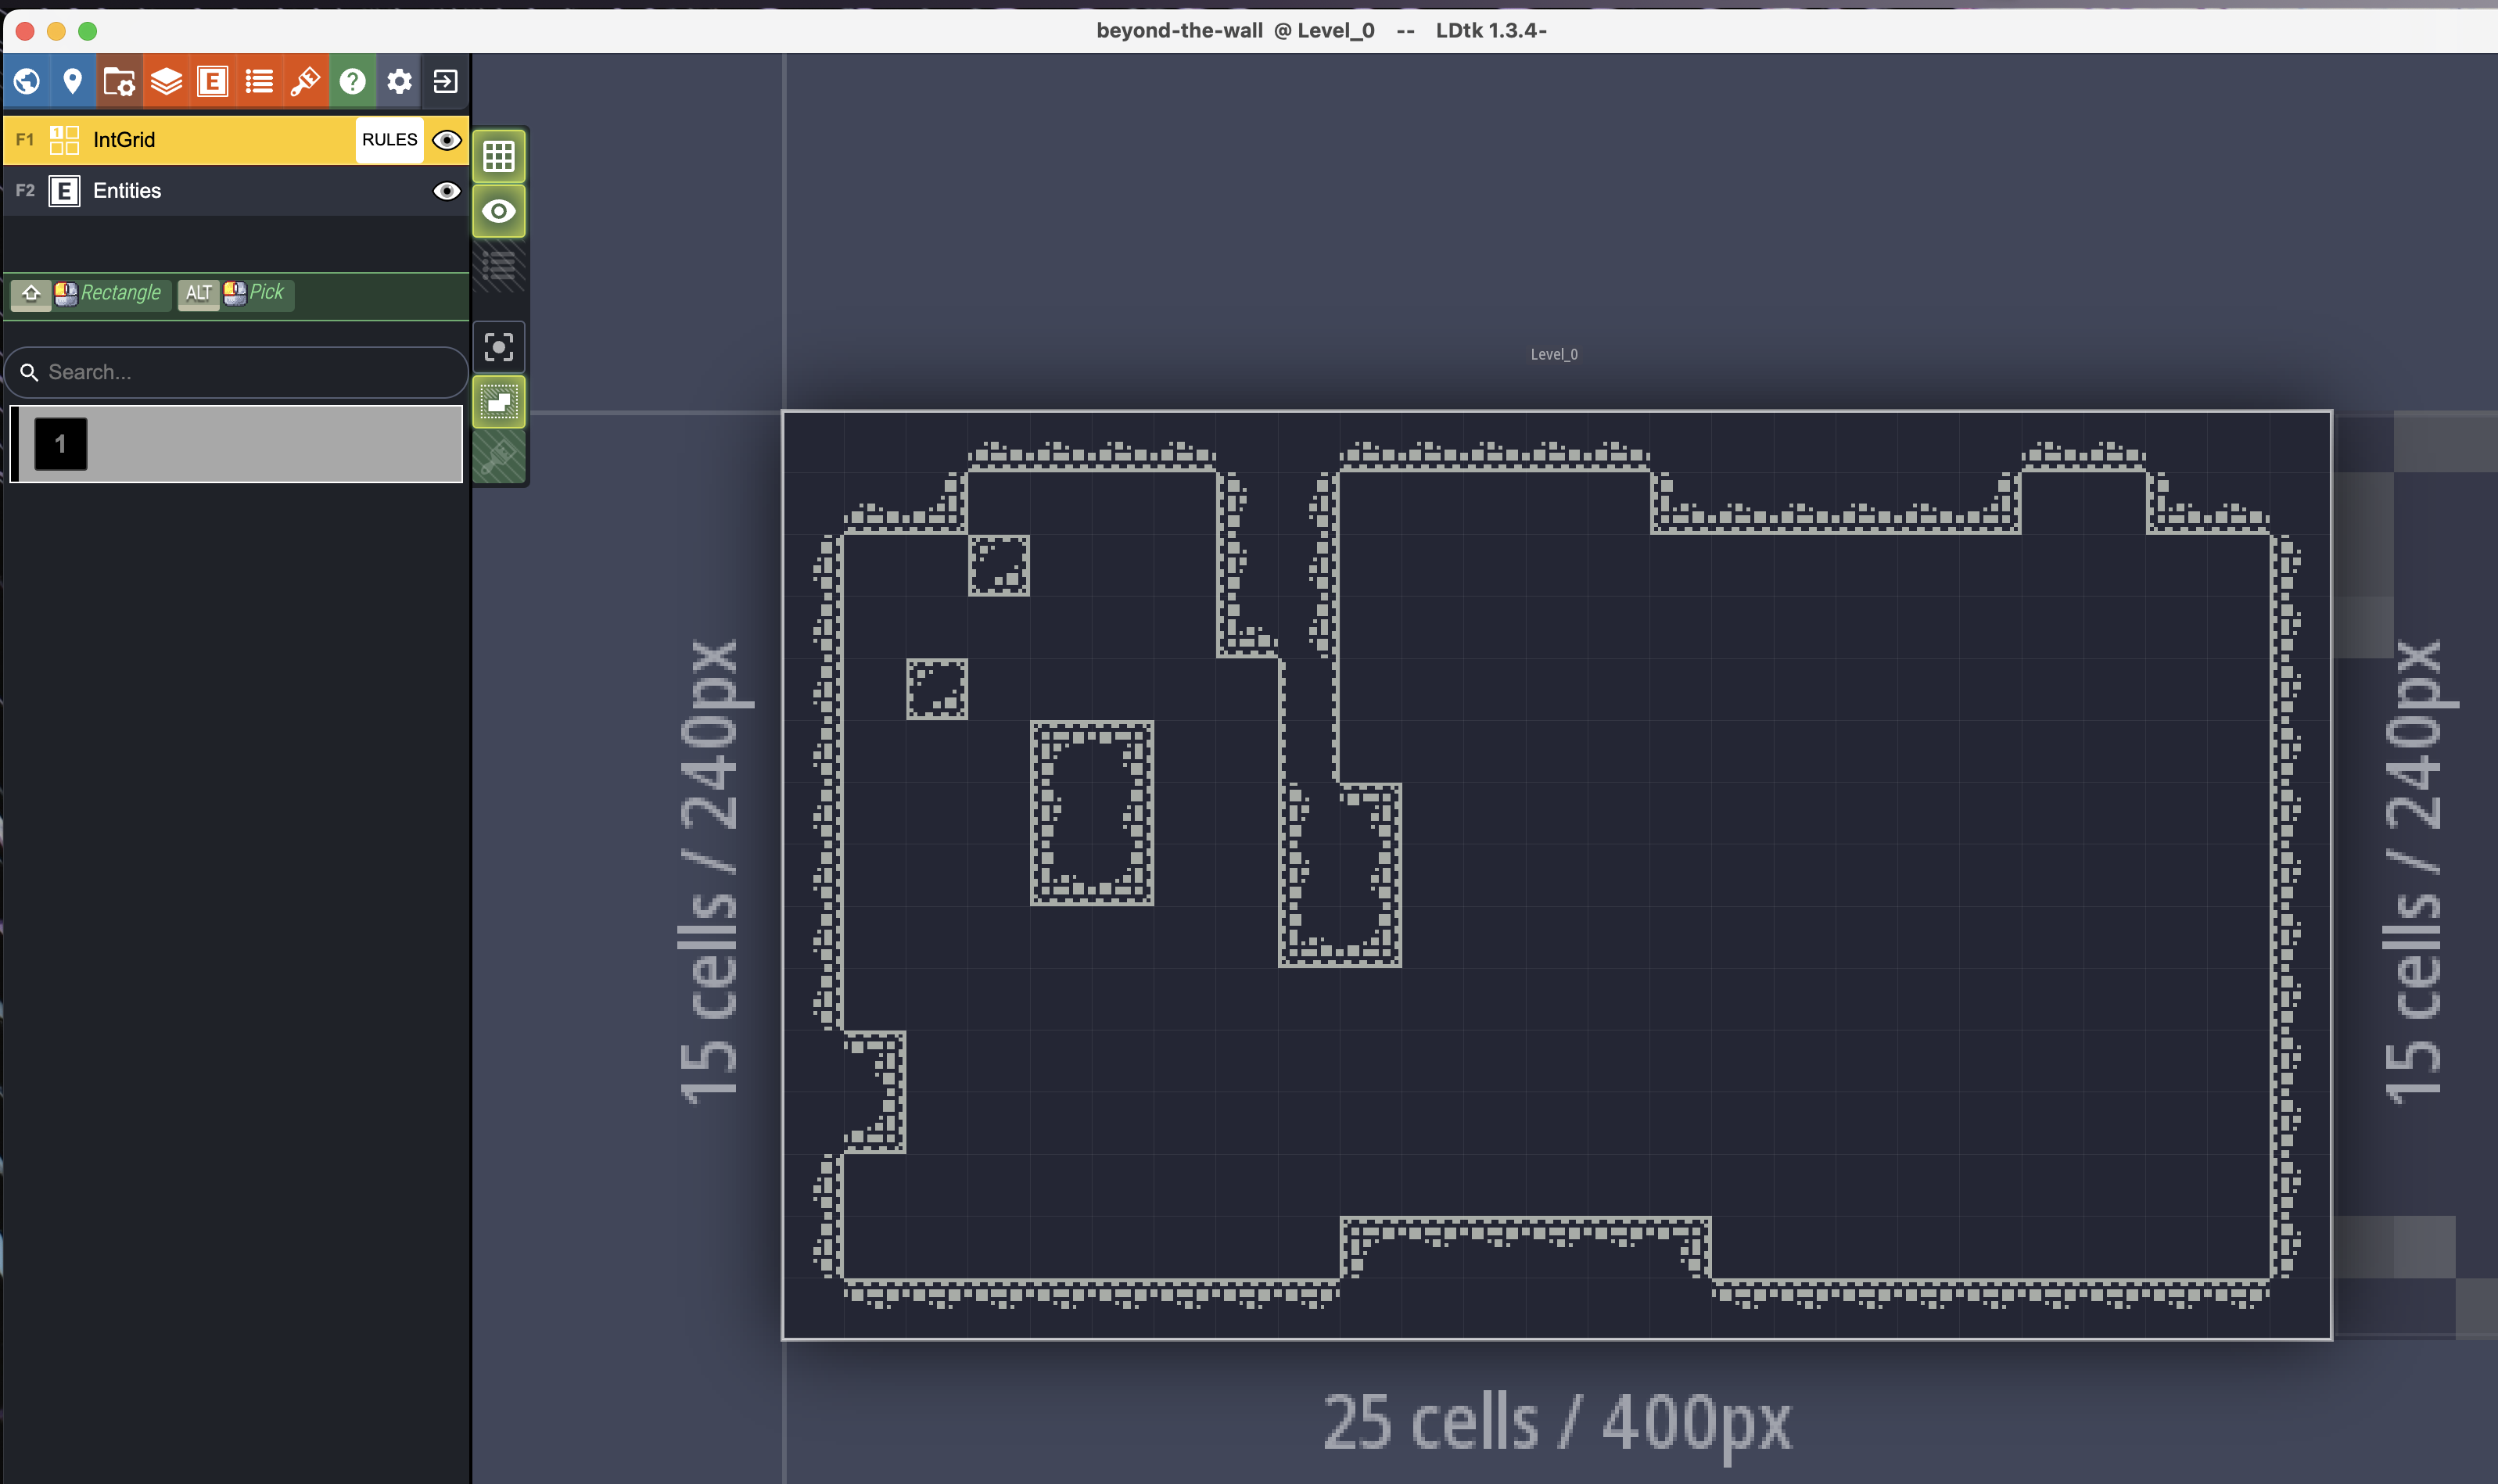 beyond-the-wall @ Level_0 -- LDtk 1.3.4-
E
?
F1 1 IntGrid RULES
F2 E Entities
Rectangle ALT Pick
Search...
1
Level_0
15 cells / 240px
15 cells / 240px
25 cells / 400px